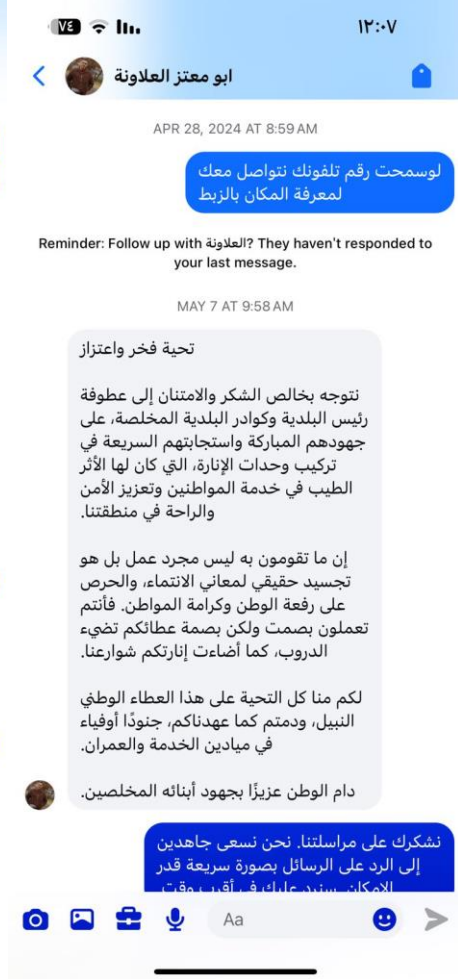 ١٢:٠٧
٧٤
ابو معتز العلاونة
APR 28, 2024 AT 8:59 AM
لوسمحت رقم تلفونك نتواصل معك
لمعرفة المكان بالزبط
Reminder: Follow up with العلاونة? They haven't responded to
your last message.
MAY 7 AT 9:58 AM
تحية فخر واعتزاز
نتوجه بخالص الشكر والامتنان إلى عطوفة
رئيس البلدية وكوادر البلدية المخلصة، على
جهودهم المباركة واستجابتهم السريعة في
تركيب وحدات الإنارة، التي كان لها الأثر
الطيب في خدمة المواطنين وتعزيز الأمن
والراحة في منطقتنا.
إن ما تقومون به ليس مجرد عمل بل هو
تجسيد حقيقي لمعاني الانتماء، والحرص
على رفعة الوطن وكرامة المواطن. فأنتم
تعملون بصمت ولكن بصمة عطائكم تضيء
الدروب، كما أضاءت إنارتكم شوارعنا.
لكم منا كل التحية على هذا العطاء الوطني
النبيل، ودمتم كما عهدناكم، جنودًا أوفياء
في ميادين الخدمة والعمران.
دام الوطن عزيزًا بجهود أبنائه المخلصين.
نشكرك على مراسلتنا. نحن نسعى جاهدين
إلى الرد على الرسائل بصورة سريعة قدر
الإمكان. سنرد عليك في أقرب وقت
Aa